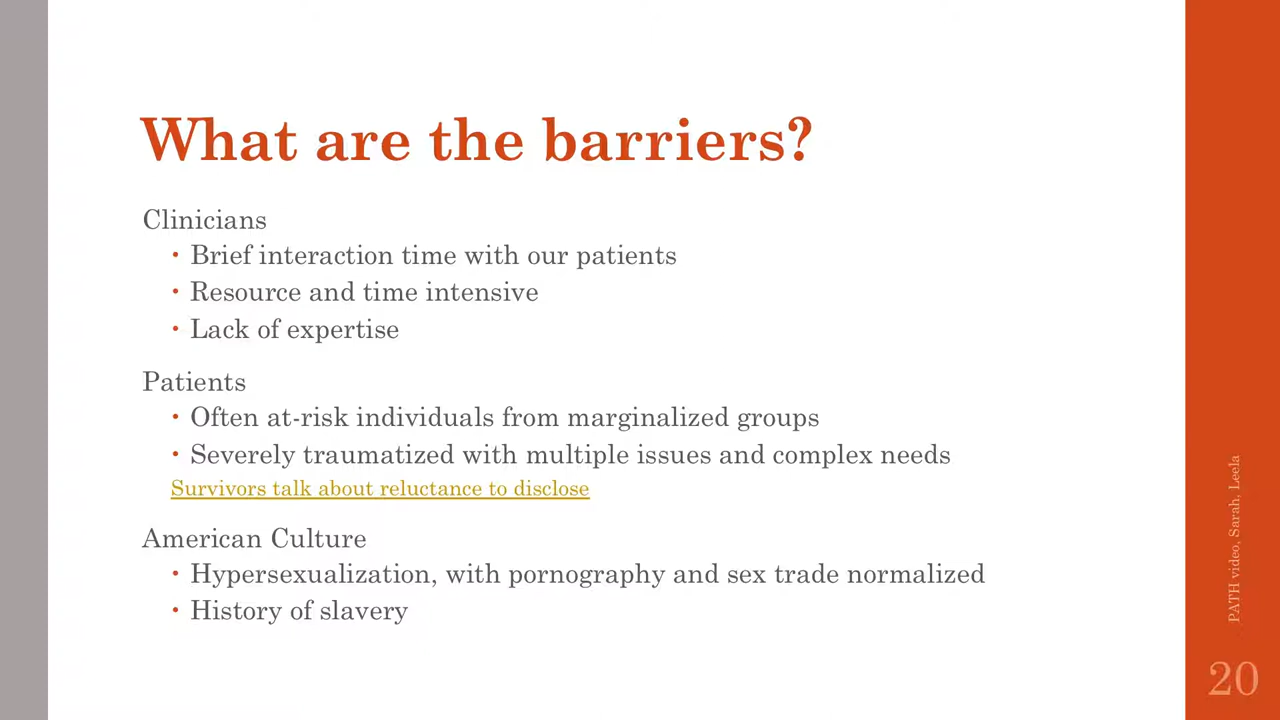 What are the barriers?
Clinicians
• Brief interaction time with our patients
• Resource and time intensive
• Lack of expertise
Patients
• Often at-risk individuals from marginalized groups
• Severely traumatized with multiple issues and complex needs
Survivors talk about reluctance to disclose
American Culture
• Hypersexualization, with pornography and sex trade normalized
• History of slavery
PATH video, Sarah, Leela
20